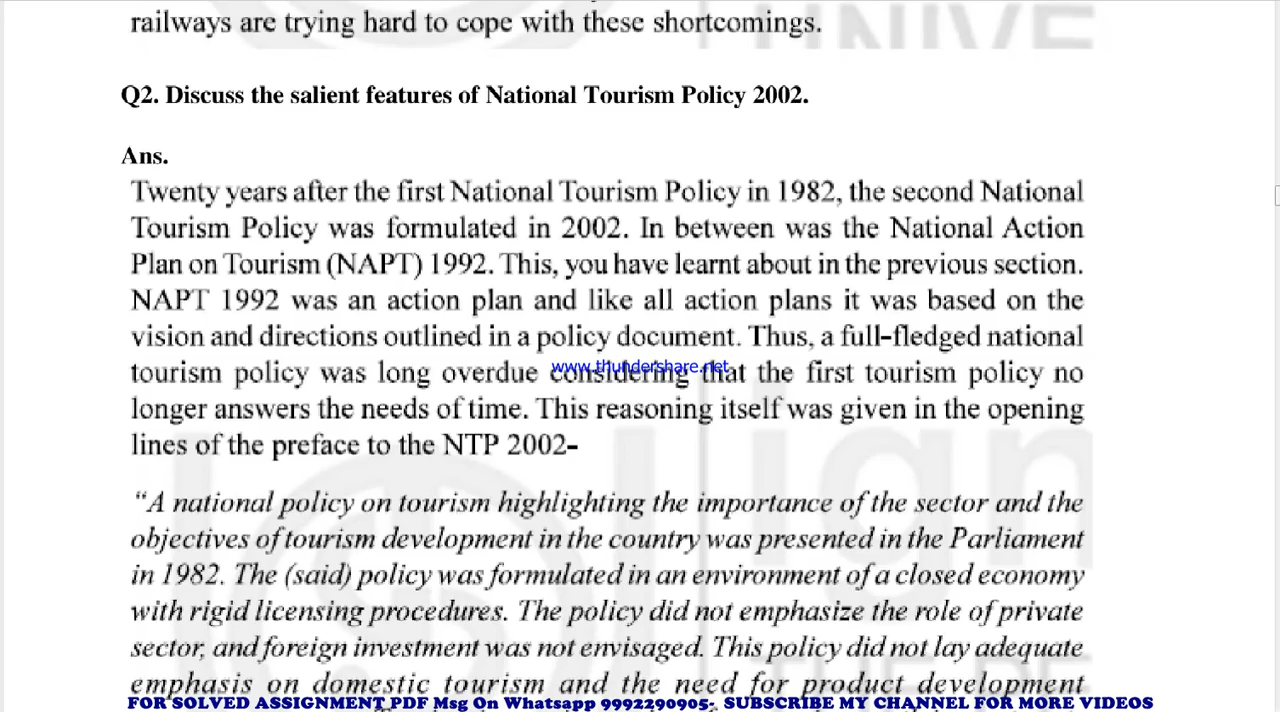 railways are trying hard to cope with these shortcomings.
Q2. Discuss the salient features of National Tourism Policy 2002.
Ans.
Twenty years after the first National Tourism Policy in 1982, the second National
Tourism Policy was formulated in 2002. In between was the National Action
Plan on Tourism (NAPT) 1992. This, you have learnt about in the previous section.
NAPT 1992 was an action plan and like all action plans it was based on the
vision and directions outlined in a policy document. Thus, a full-fledged national
www.thundershare.net
tourism policy was long overdue considering that the first tourism policy no
longer answers the needs of time. This reasoning itself was given in the opening
lines of the preface to the NTP 2002-
“A national policy on tourism highlighting the importance of the sector and the
objectives of tourism development in the country was presented in the Parliament
in 1982. The (said) policy was formulated in an environment of a closed economy
with rigid licensing procedures. The policy did not emphasize the role of private
sector, and foreign investment was not envisaged. This policy did not lay adequate
emphasis on domestic tourism and the need for product development
FOR SOLVED ASSIGNMENT PDF Msg On Whatsapp 9992290905-, SUBSCRIBE MY CHANNEL FOR MORE VIDEOS